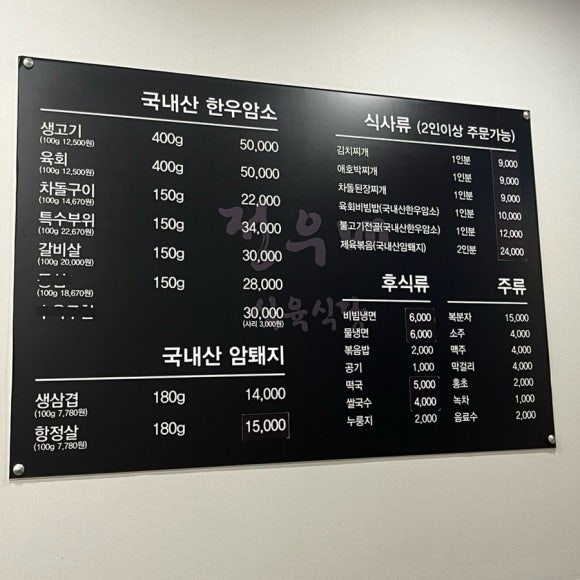 국내산 한우암소
생고기 400g 50,000
(100g 12,500원)
육회 400g 50,000
(100g 12,500원)
차돌구이 150g 22,000
(100g 14,670원)
특수부위 150g 34,000
(100g 22,670원)
갈비살 150g 30,000
(100g 20,000원)
150g 28,000
(100g 18,670원)
30,000
(사리 3,000원)
국내산 암퇘지
생삼겹 180g 14,000
(100g 7,780원)
항정살 180g 15,000
(100g 7,780원)
식사류 (2인이상 주문가능)
김치찌개 1인분 9,000
애호박찌개 1인분 9,000
차돌된장찌개 1인분 9,000
육회비빔밥(국내산한우암소) 1인분 10,000
불고기전골(국내산한우암소) 1인분 12,000
제육볶음(국내산암퇘지) 2인분 24,000
후식류
비빔냉면 6,000
물냉면 6,000
볶음밥 2,000
공기 1,000
떡국 5,000
쌀국수 4,000
누룽지 2,000
주류
복분자 15,000
소주 4,000
맥주 4,000
막걸리 4,000
홍초 2,000
녹차 1,000
음료수 2,000